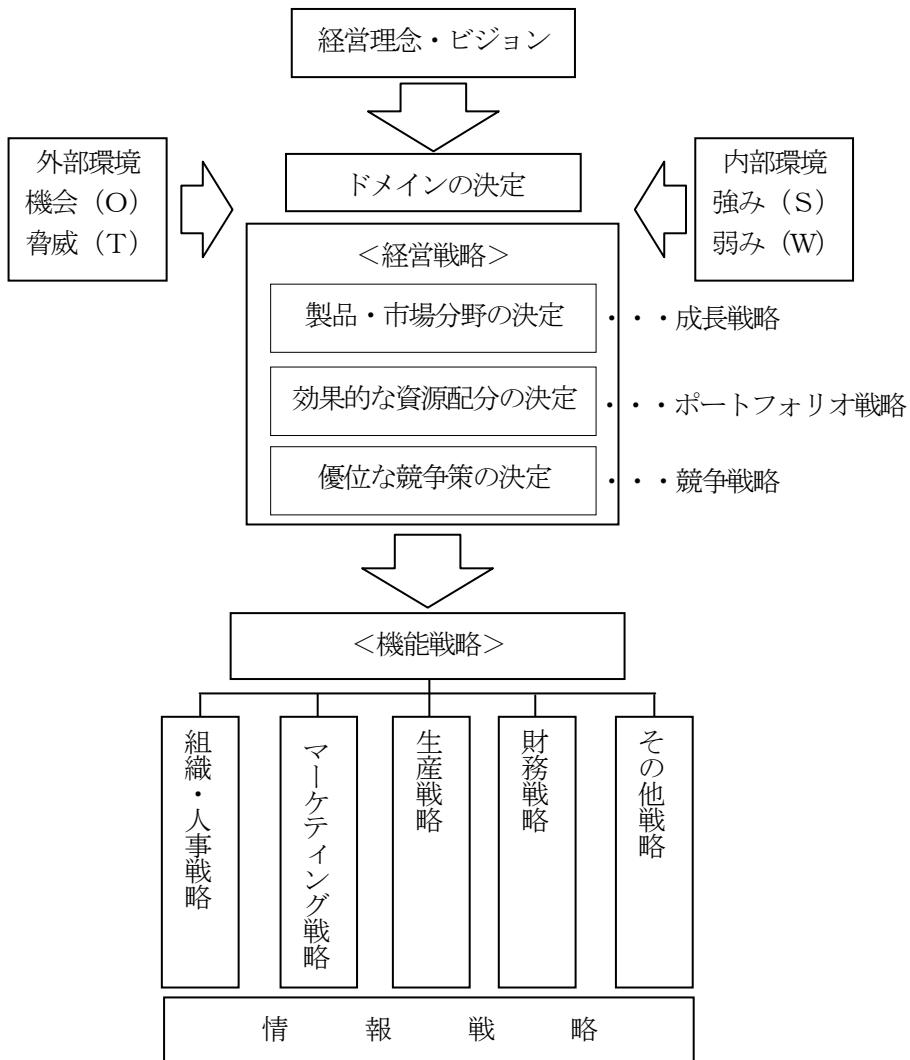 経営理念・ビジョン
外部環境
機会（O）
脅威（T）
ドメインの決定
内部環境
強み（S）
弱み（W）
＜経営戦略＞
製品・市場分野の決定
・・・成長戦略
効果的な資源配分の決定
・・・ポートフォリオ戦略
優位な競争策の決定
・・・競争戦略
＜機能戦略＞
組織・人事戦略
マーケティング戦略
生産戦略
財務戦略
その他戦略
情報戦略